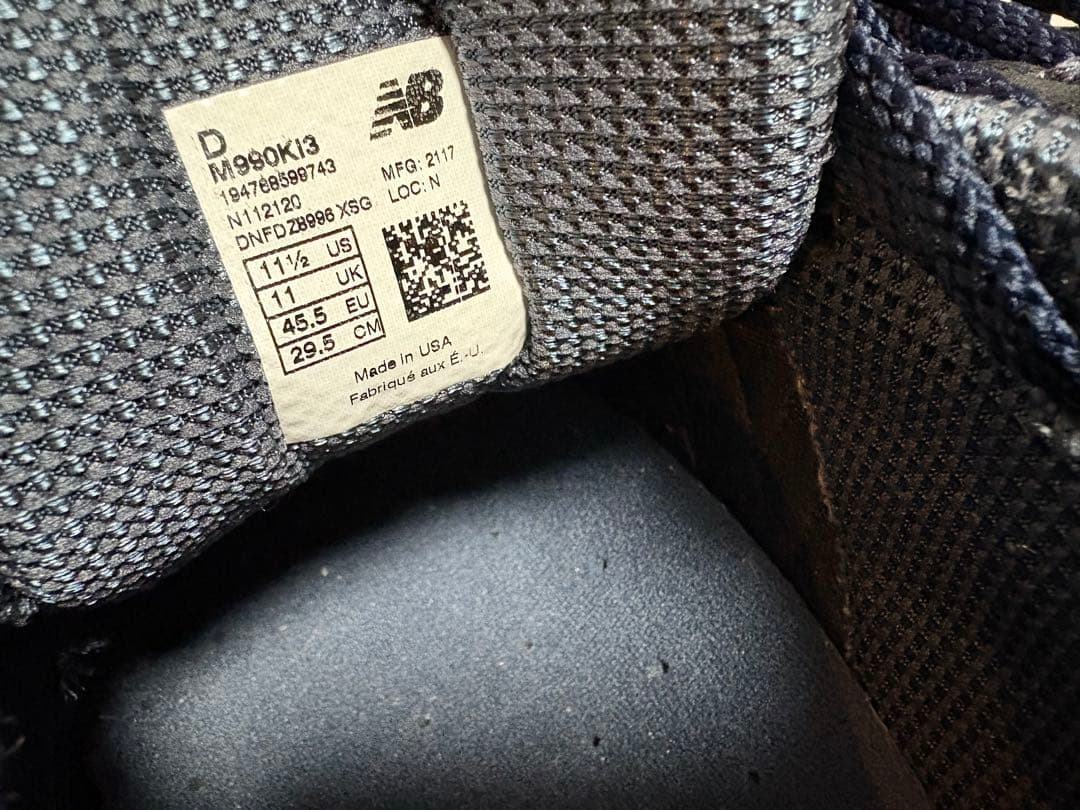 D
M990KI3
194768599743
N112120
DNFDZ8996 XSG
MFG: 2117
LOC: N
11½ US
11 UK
45.5 EU
29.5 CM
Made in USA
Fabriqué aux É.-U.